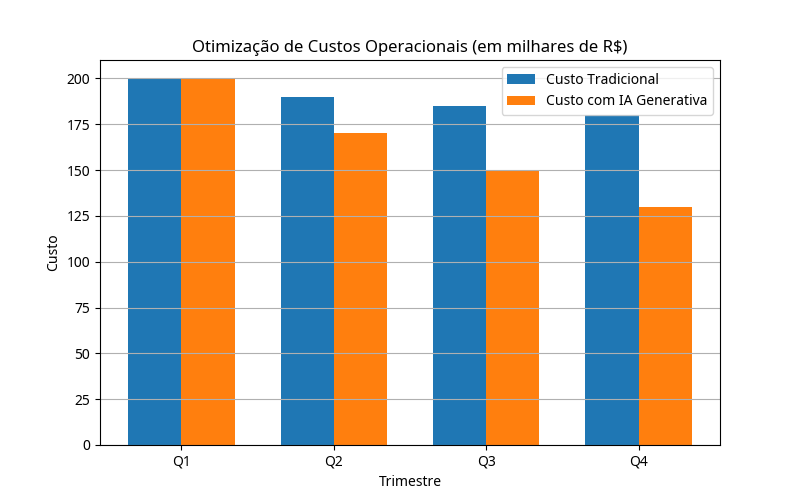 Otimização de Custos Operacionais (em milhares de R$)
Custo Tradicional
Custo com IA Generativa
Custo
200
175
150
125
100
75
50
25
0
Q1 Q2 Q3 Q4
Trimestre